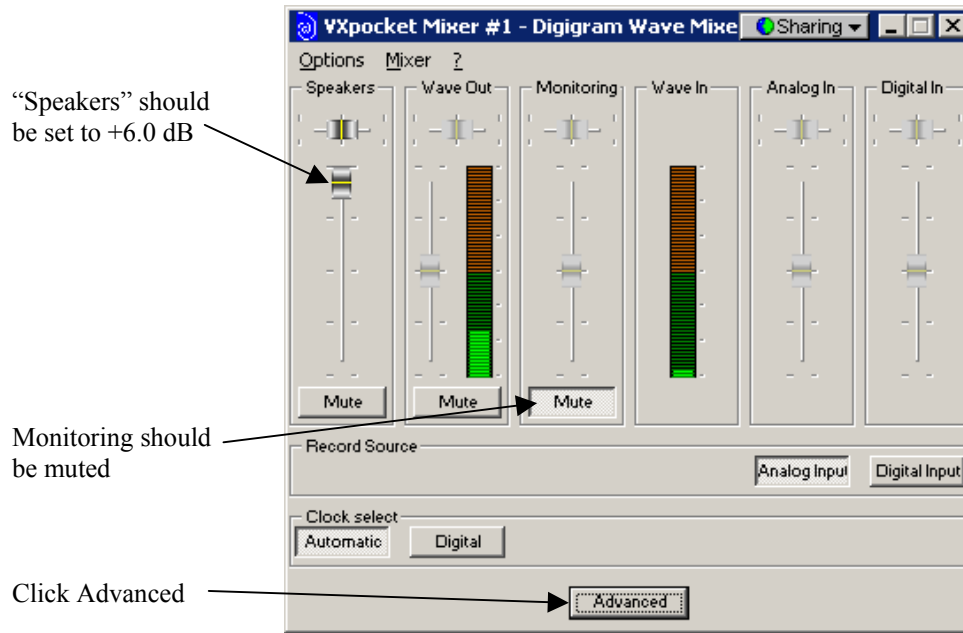 VXpocket Mixer #1 - Digigram Wave Mixe Sharing
Options Mixer ?
Speakers Wave Out Monitoring Wave In Analog In Digital In
“Speakers” should
be set to +6.0 dB
Mute Mute Mute
Monitoring should
be muted
Record Source
Analog Input Digital Input
Clock select
Automatic Digital
Click Advanced
Advanced